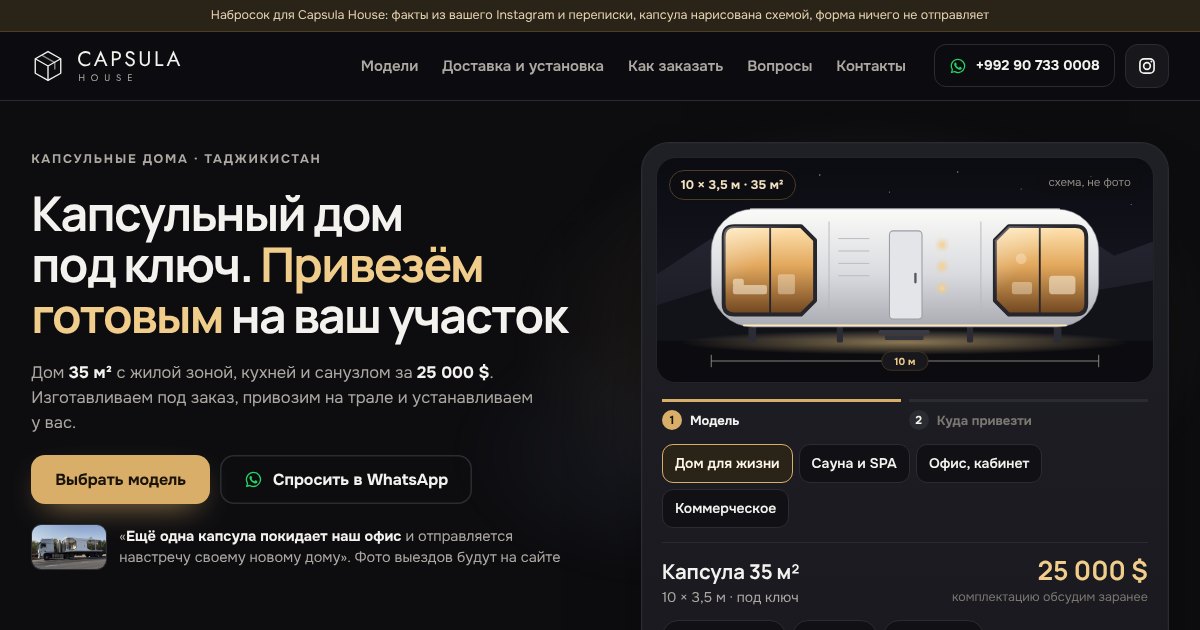 Набросок для Capsula House: факты из вашего Instagram и переписки, капсула нарисована схемой, форма ничего не отправляет
CAPSULA
HOUSE
Модели
Доставка и установка
Как заказать
Вопросы
Контакты
+992 90 733 0008
КАПСУЛЬНЫЕ ДОМА · ТАДЖИКИСТАН
Капсульный дом
под ключ. Привезём
готовым на ваш участок
Дом 35 м² с жилой зоной, кухней и санузлом за 25 000 $.
Изготавливаем под заказ, привозим на трале и устанавливаем
у вас.
Выбрать модель
Спросить в WhatsApp
«Ещё одна капсула покидает наш офис и отправляется
навстречу своему новому дому». Фото выездов будут на сайте
10 × 3,5 м · 35 м²
схема, не фото
10 м
1 Модель
2 Куда привезти
Дом для жизни
Сауна и SPA
Офис, кабинет
Коммерческое
Капсула 35 м²
25 000 $
10 × 3,5 м · под ключ
комплектацию обсудим заранее